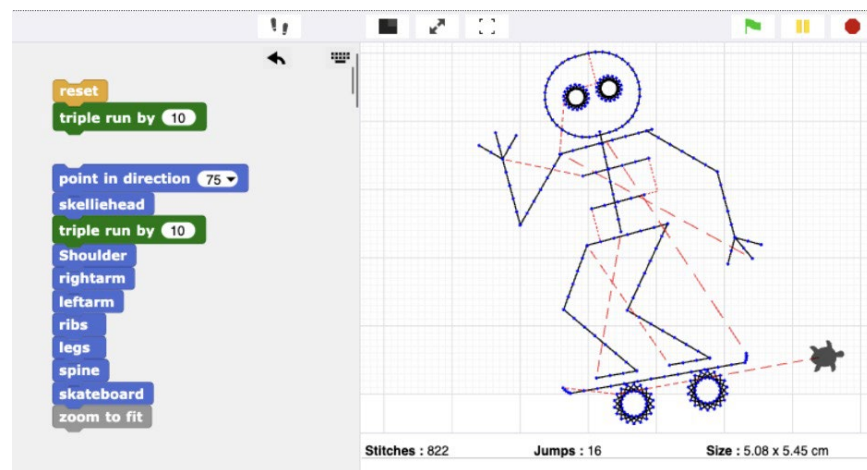 reset
triple run by 10
point in direction 75
skelliehead
triple run by 10
Shoulder
rightarm
leftarm
ribs
legs
spine
skateboard
zoom to fit
Stitches : 822 Jumps : 16 Size : 5.08 x 5.45 cm